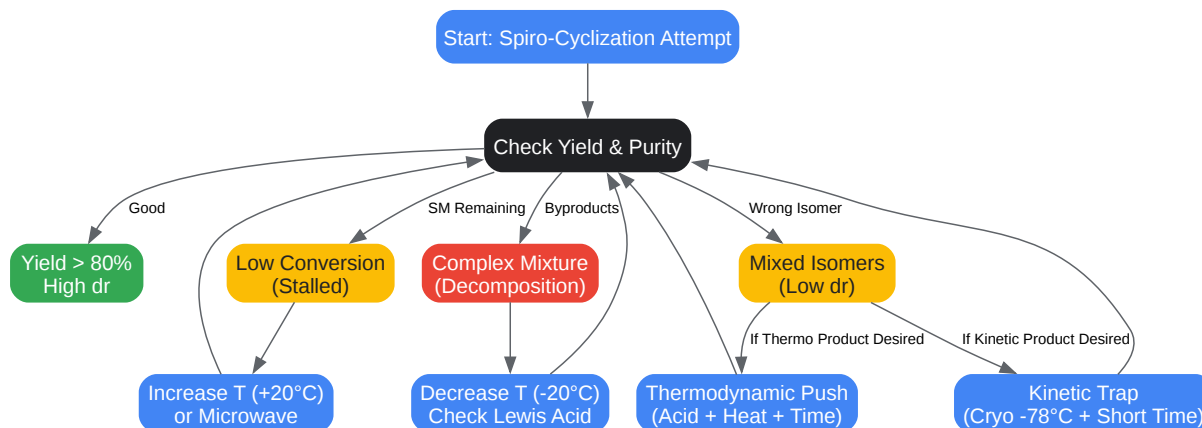 Start: Spiro-Cyclization Attempt
Check Yield & Purity
Good
SM Remaining
Byproducts
Wrong Isomer
Yield > 80%
High dr
Low Conversion
(Stalled)
Complex Mixture
(Decomposition)
Mixed Isomers
(Low dr)
If Thermo Product Desired
If Kinetic Product Desired
Increase T (+20°C)
or Microwave
Decrease T (-20°C)
Check Lewis Acid
Thermodynamic Push
(Acid + Heat + Time)
Kinetic Trap
(Cryo -78°C + Short Time)